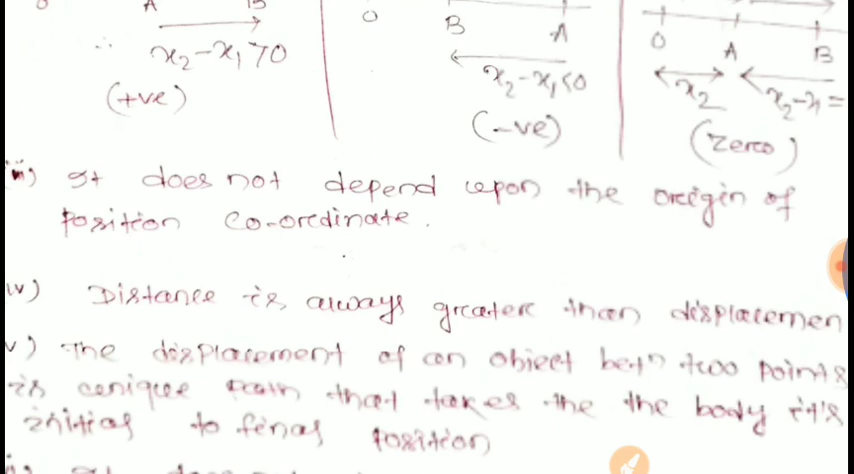 A B
∴ x₂-x₁>0
(+ve)
O B A
x₂-x₁<0
(-ve)
O A B
x₂ x₂-x₁=
(Zero)
iii) It does not depend upon the origin of
position co-ordinate.
iv) Distance is always greater than displacemen
v) The displacement of an object betn two points
is unique path that takes the the body it's
initial to final position